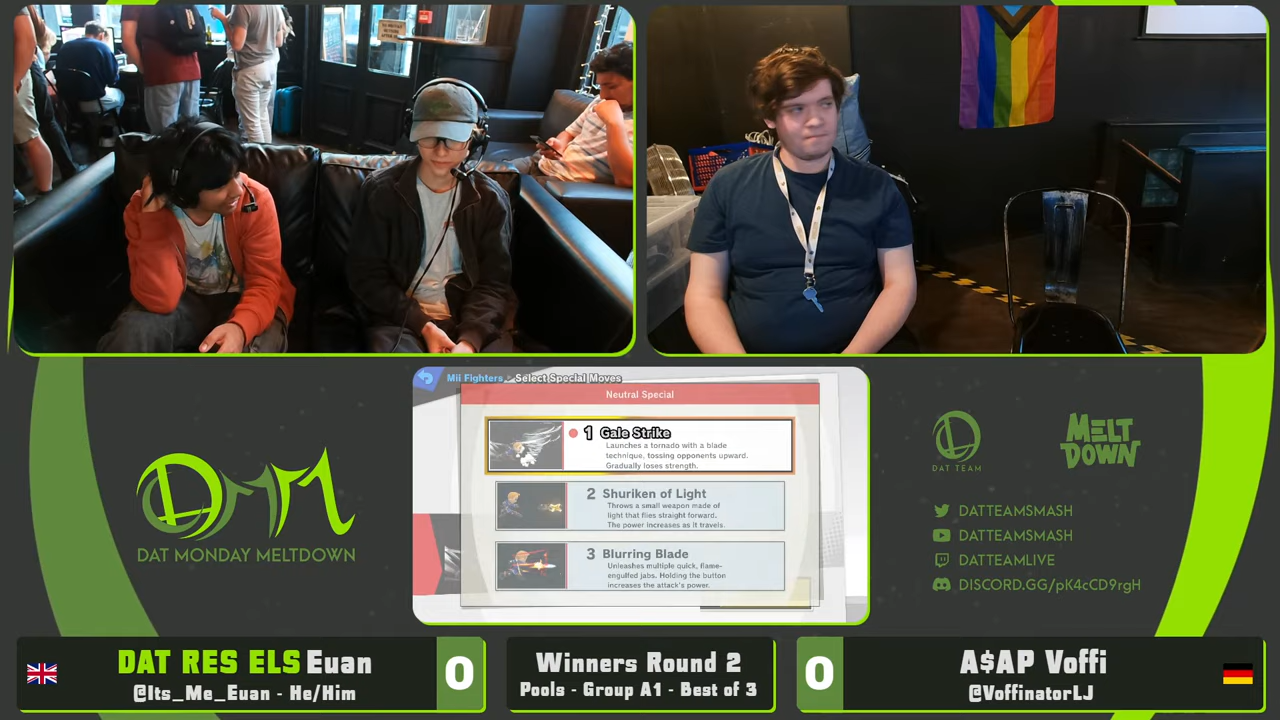 Mii Fighters > Select Special Moves
Neutral Special
1 Gale Strike
Launches a tornado with a blade
technique, tossing opponents upward.
Gradually loses strength.
2 Shuriken of Light
Throws a small weapon made of
light that flies straight forward.
The power increases as it travels.
3 Blurring Blade
Unleashes multiple quick, flame-
engulfed jabs. Holding the button
increases the attack's power.
DMM
DAT MONDAY MELTDOWN
DAT TEAM
MELT
DOWN
DATTEAMSMASH
DATTEAMSMASH
DATTEAMLIVE
DISCORD.GG/pK4cCD9rgH
DAT RES ELS Euan
@Its_Me_Euan - He/Him
0
Winners Round 2
Pools - Group A1 - Best of 3
0
A$AP Voffi
@VoffinatorLJ